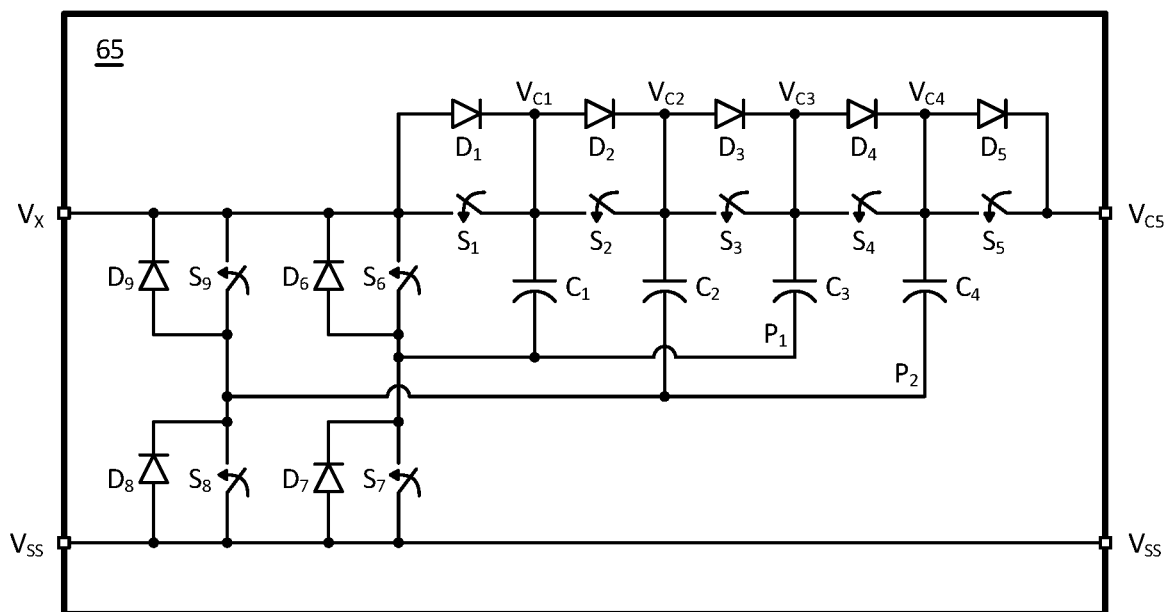 65
V_C1 V_C2 V_C3 V_C4
D_1 D_2 D_3 D_4 D_5
V_X V_C5
S_1 S_2 S_3 S_4 S_5
D_9 S_9 D_6 S_6
C_1 C_2 C_3 C_4
P_1
P_2
D_8 S_8 D_7 S_7
V_SS V_SS